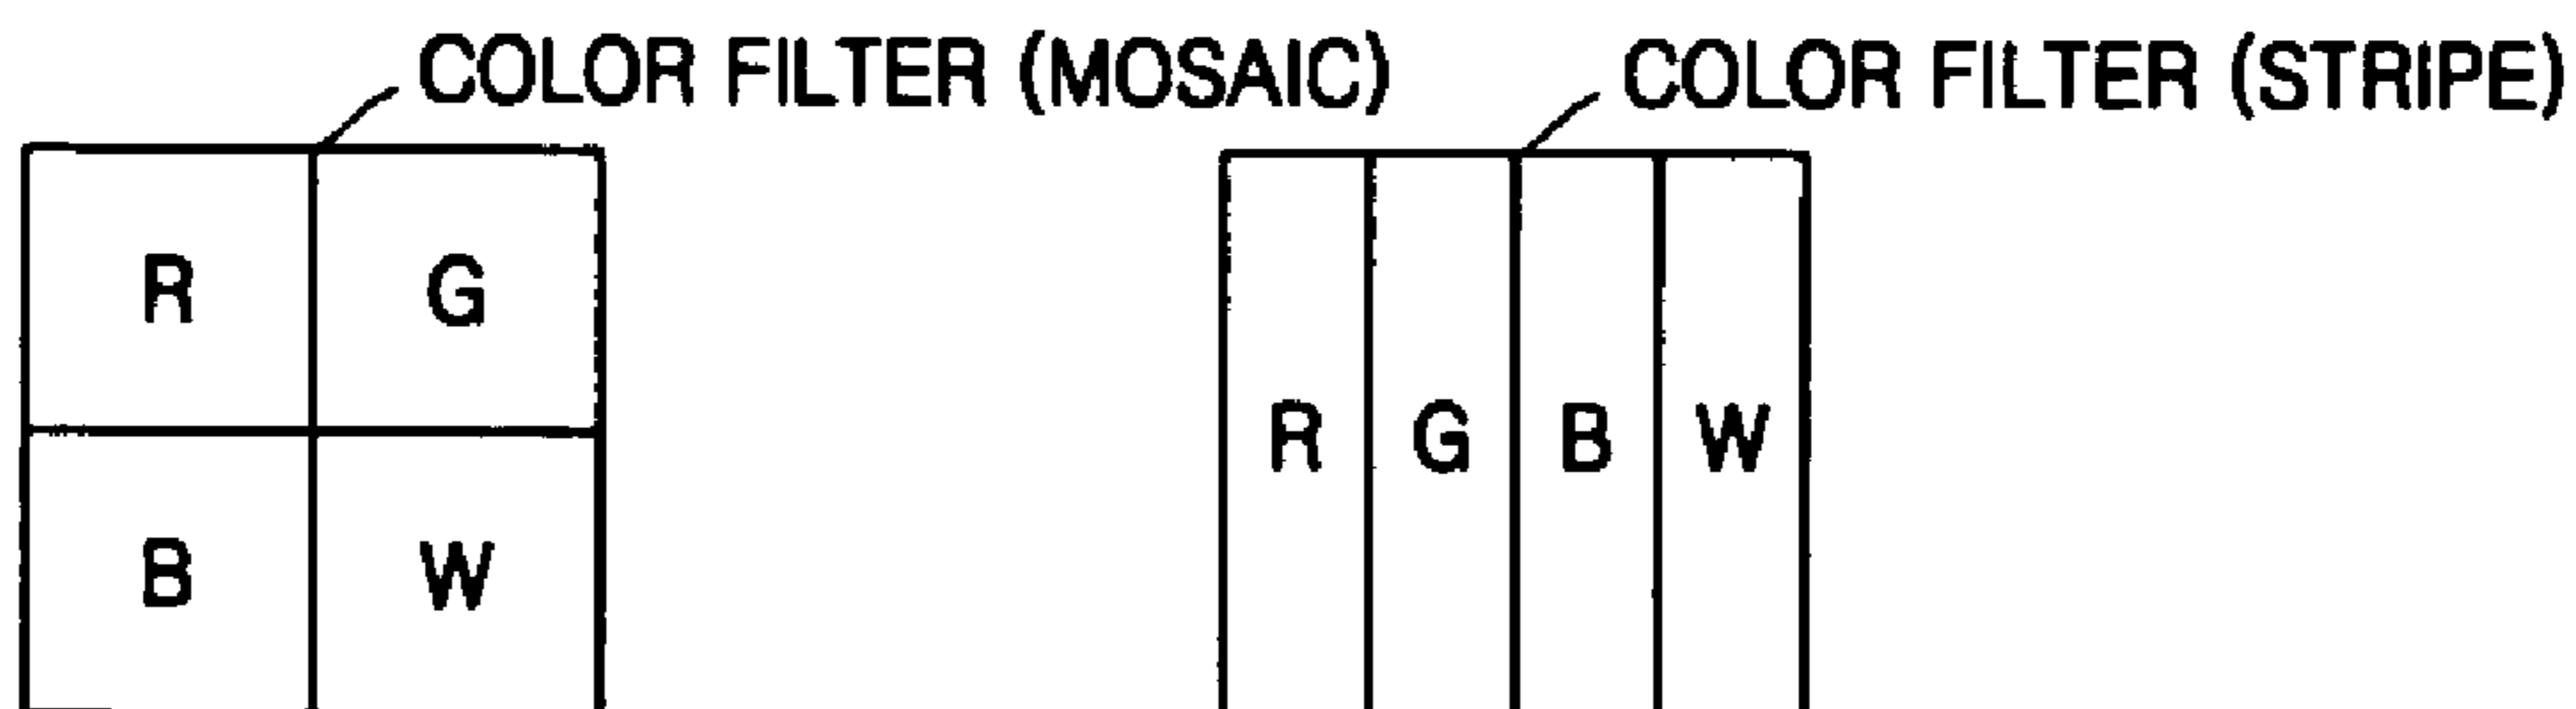 COLOR FILTER (MOSAIC) COLOR FILTER (STRIPE)
R G
B W
R G B W